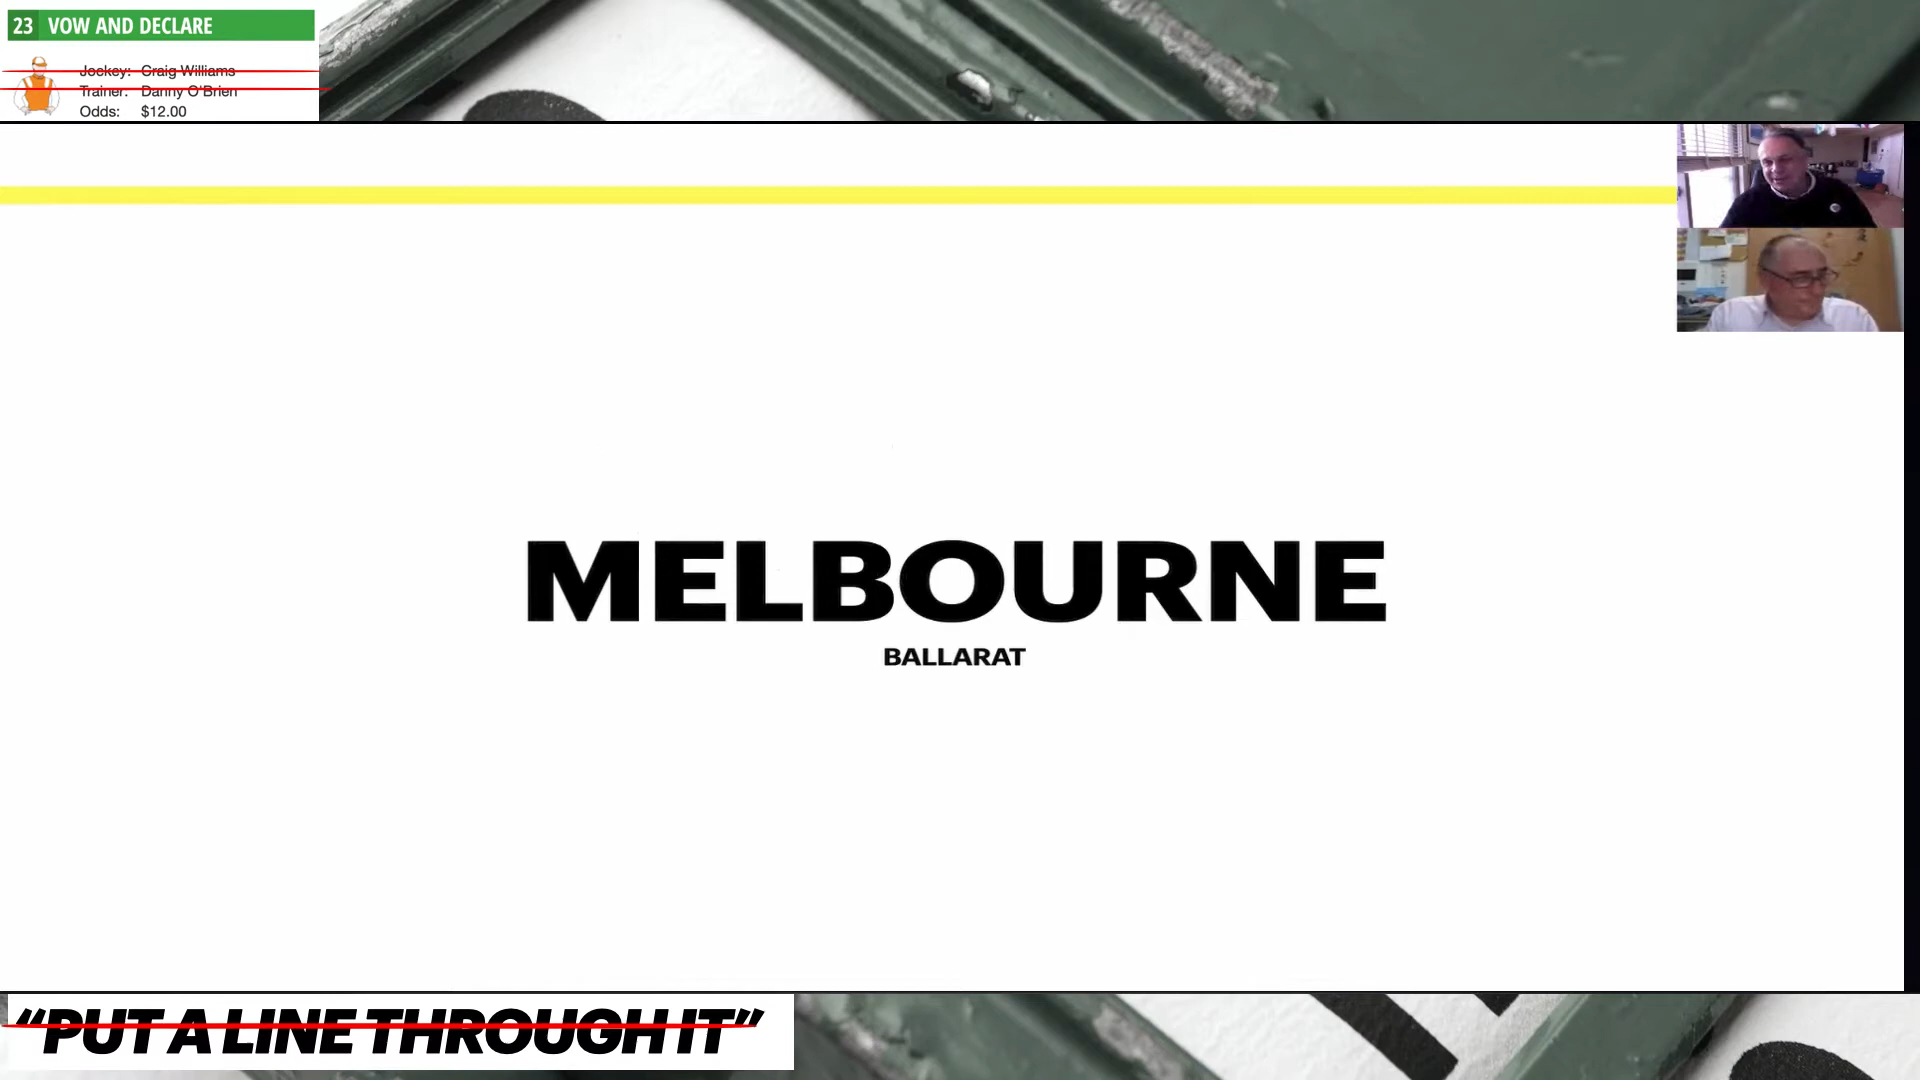 23 VOW AND DECLARE
Jockey: Craig Williams
Trainer: Danny O'Brien
Odds: $12.00
MELBOURNE
BALLARAT
“PUT A LINE THROUGH IT”